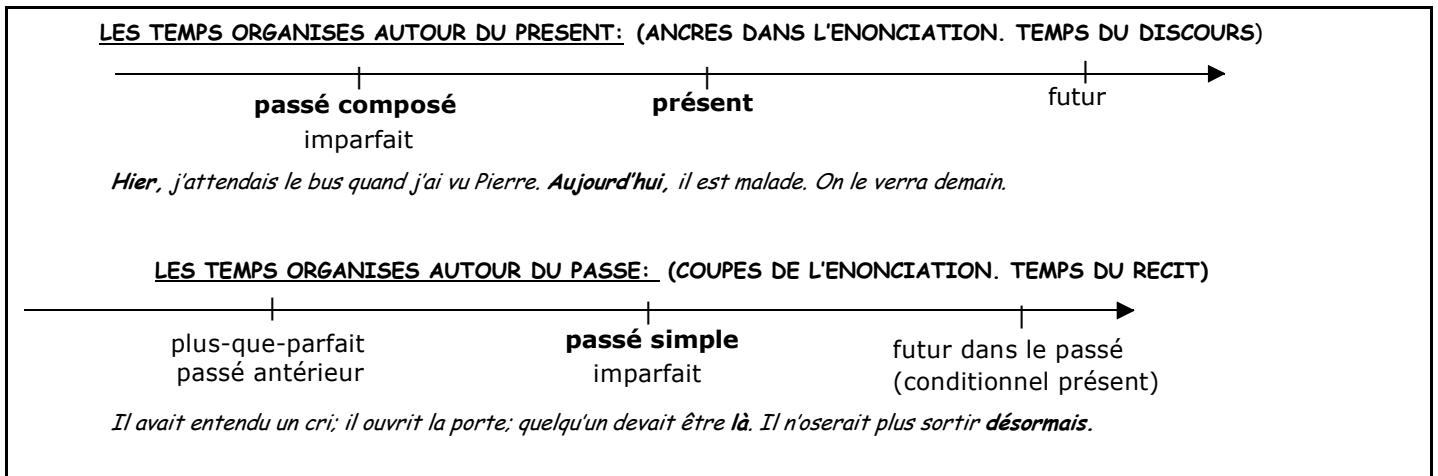 LES TEMPS ORGANISES AUTOUR DU PRESENT: (ANCRES DANS L'ENONCIATION. TEMPS DU DISCOURS)
passé composé présent futur
imparfait
Hier, j'attendais le bus quand j'ai vu Pierre. Aujourd'hui, il est malade. On le verra demain.
LES TEMPS ORGANISES AUTOUR DU PASSE: (COUPES DE L'ENONCIATION. TEMPS DU RECIT)
plus-que-parfait passé simple futur dans le passé
passé antérieur imparfait (conditionnel présent)
Il avait entendu un cri; il ouvrit la porte; quelqu'un devait être là. Il n'oserait plus sortir désormais.